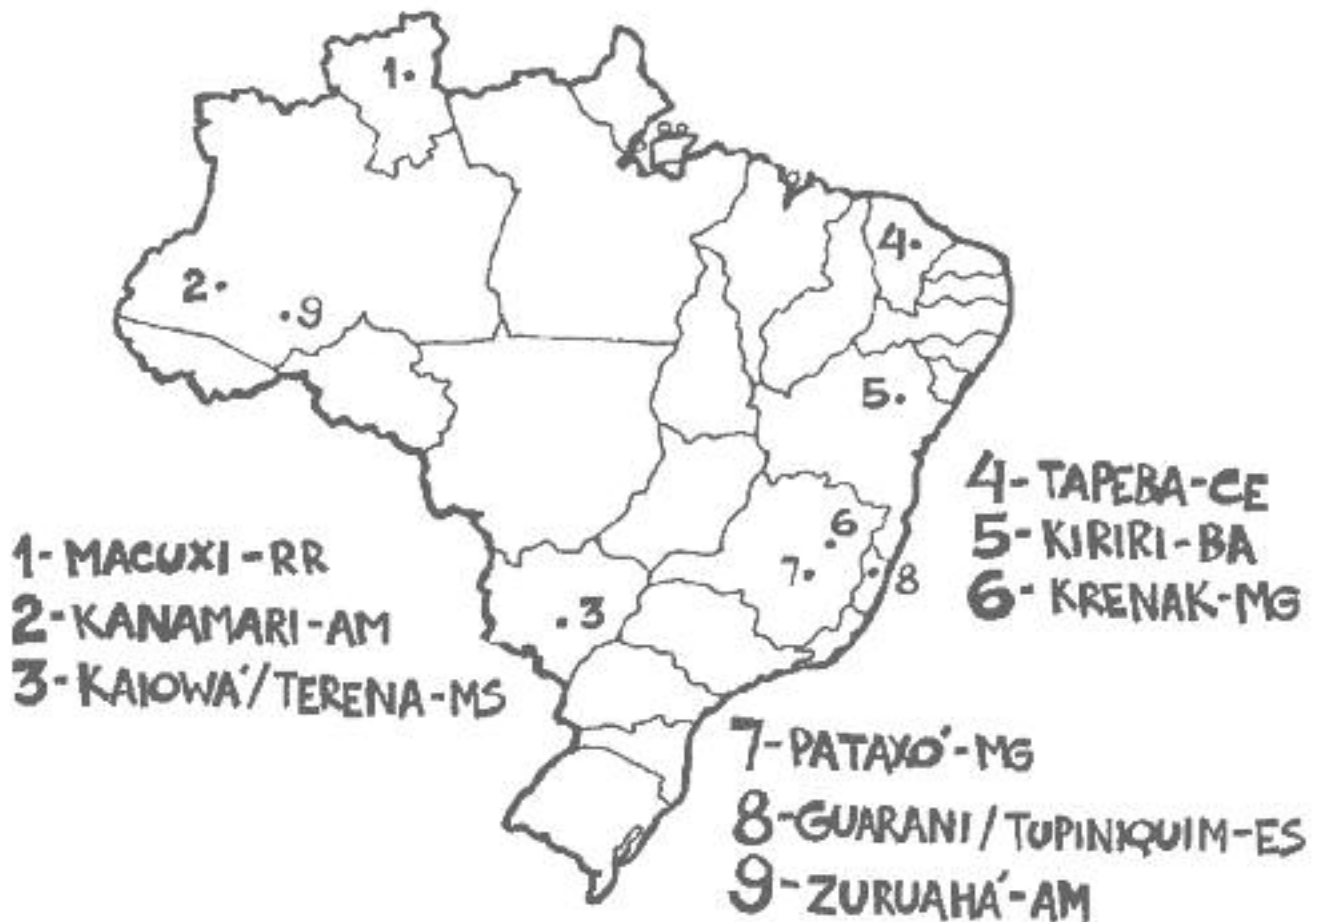 1.
2.
.9
4.
5.
6
7.
8
.3
1- MACUXI - RR
2- KANAMARI - AM
3- KAIOWÁ/TERENA - MS
4- TAPEBA - CE
5- KIRIRI - BA
6- KRENAK - MG
7- PATAXÓ - MG
8- GUARANI / TUPINIQUIM - ES
9- ZURUAHÁ - AM